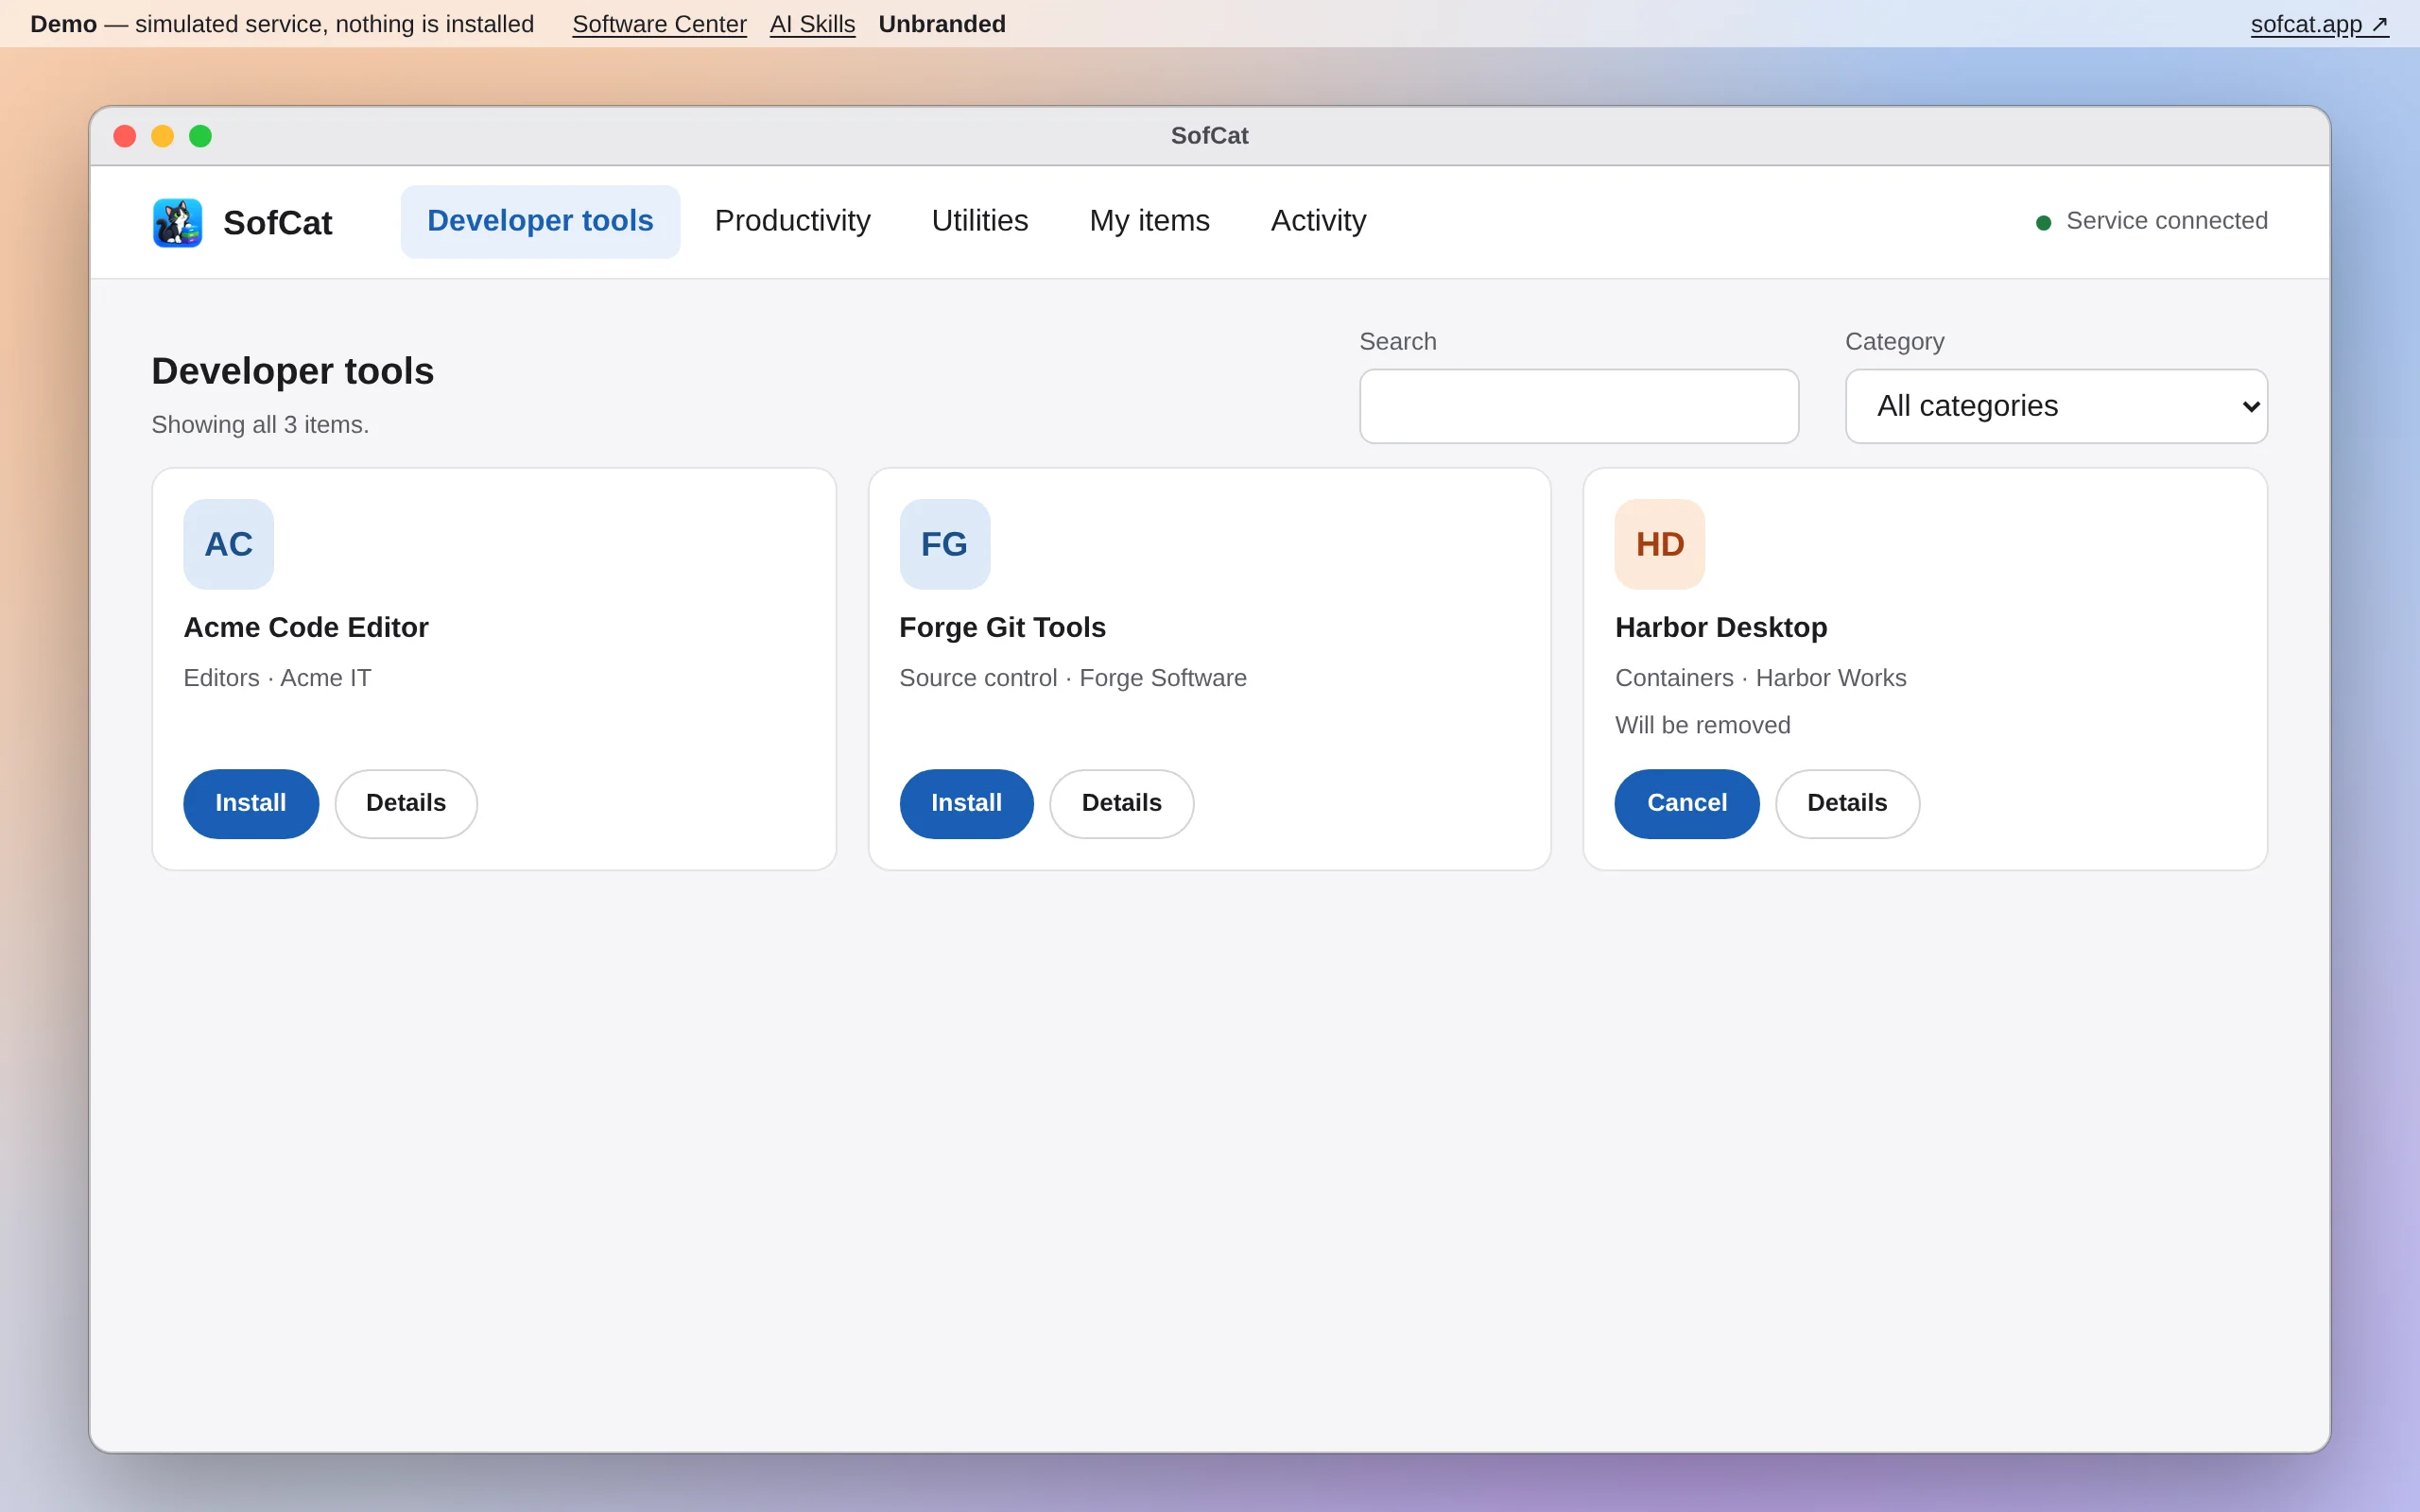 Demo — simulated service, nothing is installed Software Center AI Skills Unbranded sofcat.app ↗
SofCat
SofCat Developer tools Productivity Utilities My items Activity Service connected
Developer tools
Showing all 3 items.
Search
Category
All categories
AC
Acme Code Editor
Editors · Acme IT
Install Details
FG
Forge Git Tools
Source control · Forge Software
Install Details
HD
Harbor Desktop
Containers · Harbor Works
Will be removed
Cancel Details